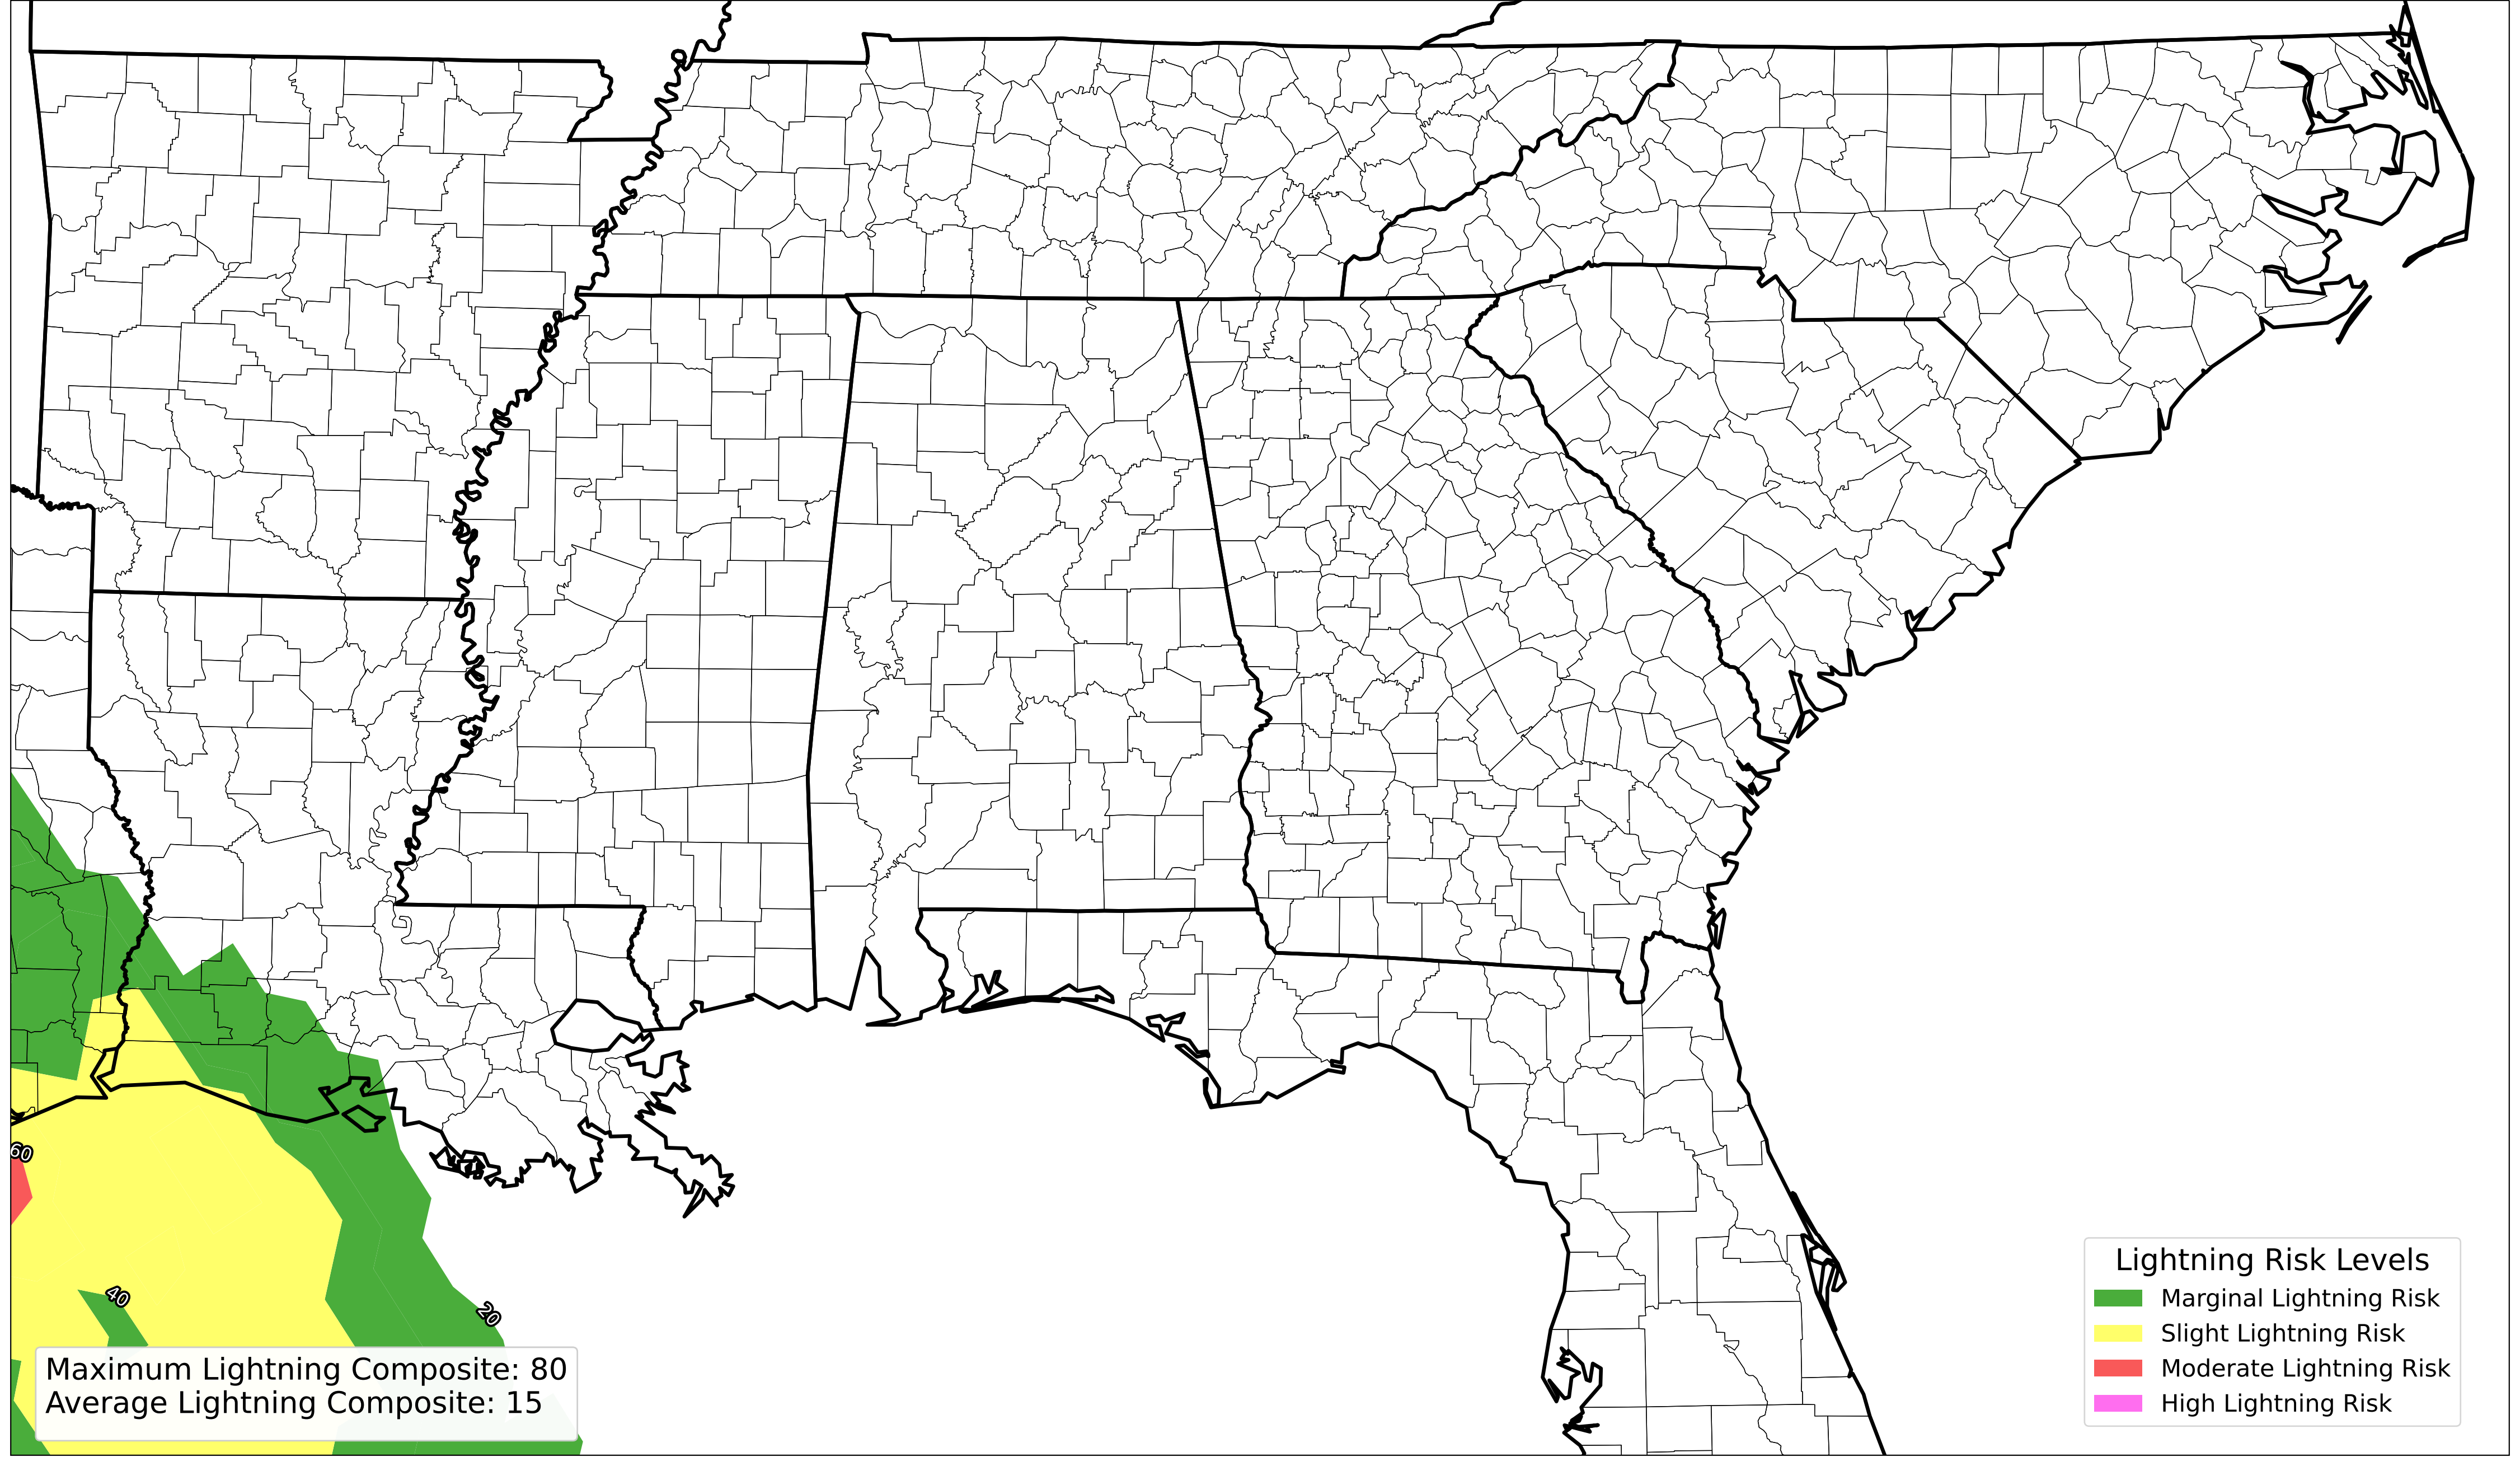 60
40
20
Maximum Lightning Composite: 80
Average Lightning Composite: 15
Lightning Risk Levels
Marginal Lightning Risk
Slight Lightning Risk
Moderate Lightning Risk
High Lightning Risk